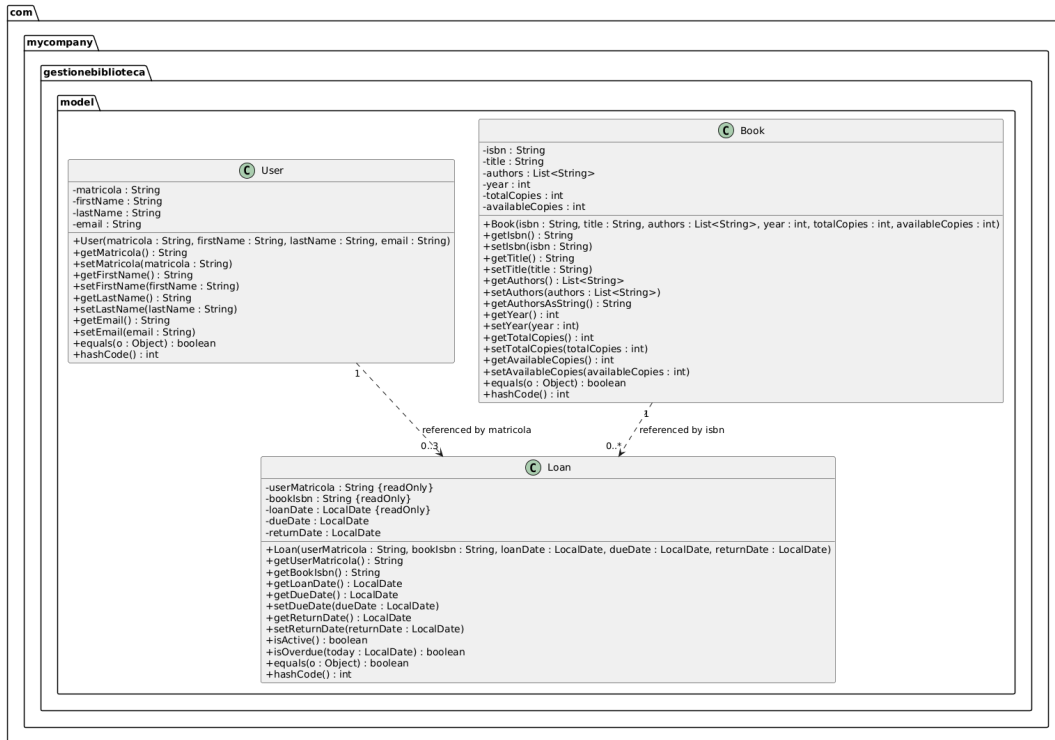 com
mycompany
gestionebiblioteca
model
C User
-matricola : String
-firstName : String
-lastName : String
-email : String
+User(matricola : String, firstName : String, lastName : String, email : String)
+getMatricola() : String
+setMatricola(matricola : String)
+getFirstName() : String
+setFirstName(firstName : String)
+getLastName() : String
+setLastName(lastName : String)
+getEmail() : String
+setEmail(email : String)
+equals(o : Object) : boolean
+hashCode() : int
C Book
-isbn : String
-title : String
-authors : List<String>
-year : int
-totalCopies : int
-availableCopies : int
+Book(isbn : String, title : String, authors : List<String>, year : int, totalCopies : int, availableCopies : int)
+getIsbn() : String
+setIsbn(isbn : String)
+getTitle() : String
+setTitle(title : String)
+getAuthors() : List<String>
+setAuthors(authors : List<String>)
+getAuthorsAsString() : String
+getYear() : int
+setYear(year : int)
+getTotalCopies() : int
+setTotalCopies(totalCopies : int)
+getAvailableCopies() : int
+setAvailableCopies(availableCopies : int)
+equals(o : Object) : boolean
+hashCode() : int
1
referenced by matricola
0..3
1
referenced by isbn
0..*
C Loan
-userMatricola : String {readOnly}
-bookIsbn : String {readOnly}
-loanDate : LocalDate {readOnly}
-dueDate : LocalDate
-returnDate : LocalDate
+Loan(userMatricola : String, bookIsbn : String, loanDate : LocalDate, dueDate : LocalDate, returnDate : LocalDate)
+getUserMatricola() : String
+getBookIsbn() : String
+getLoanDate() : LocalDate
+getDueDate() : LocalDate
+setDueDate(dueDate : LocalDate)
+getReturnDate() : LocalDate
+setReturnDate(returnDate : LocalDate)
+isActive() : boolean
+isOverdue(today : LocalDate) : boolean
+equals(o : Object) : boolean
+hashCode() : int